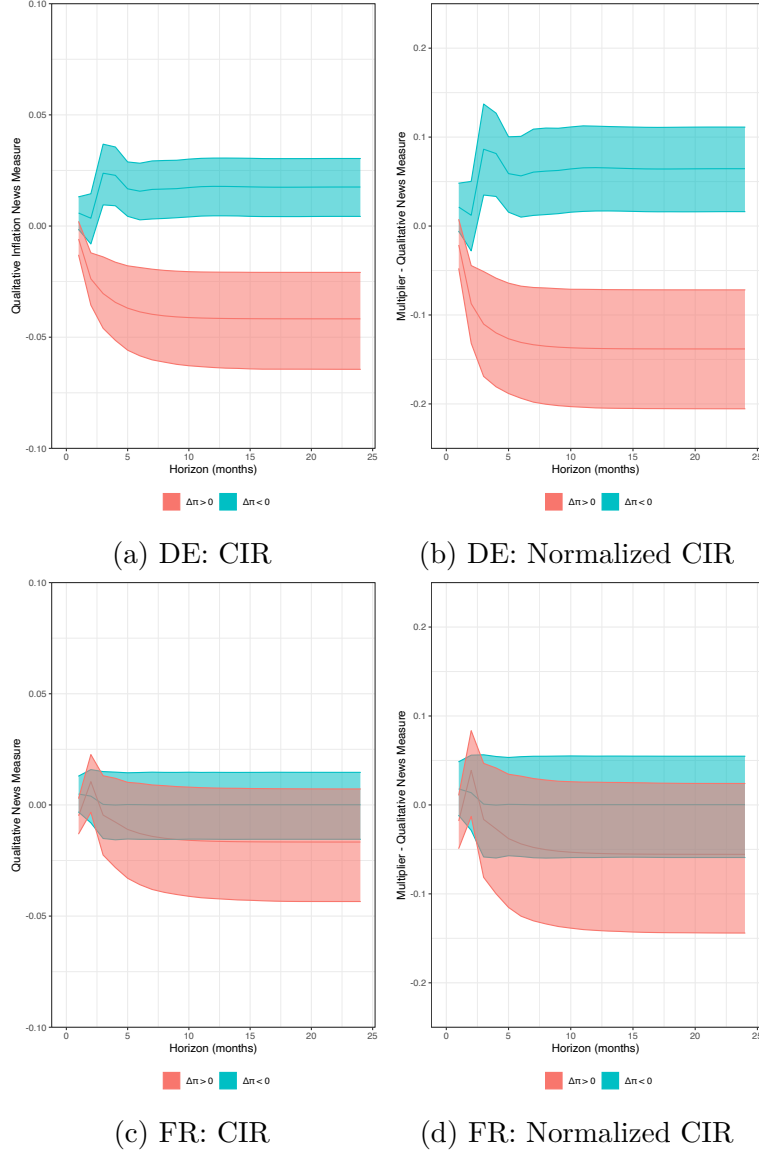 0.10
0.05
0.00
-0.05
-0.10
Qualitative Inflation News Measure
0 5 10 15 20 25
Horizon (months)
Δπ > 0 Δπ < 0
(a) DE: CIR
0.2
0.1
0.0
-0.1
-0.2
Multiplier - Qualitative News Measure
0 5 10 15 20 25
Horizon (months)
Δπ > 0 Δπ < 0
(b) DE: Normalized CIR
0.10
0.05
0.00
-0.05
-0.10
Qualitative News Measure
0 5 10 15 20 25
Horizon (months)
Δπ > 0 Δπ < 0
(c) FR: CIR
0.2
0.1
0.0
-0.1
-0.2
Multiplier - Qualitative News Measure
0 5 10 15 20 25
Horizon (months)
Δπ > 0 Δπ < 0
(d) FR: Normalized CIR